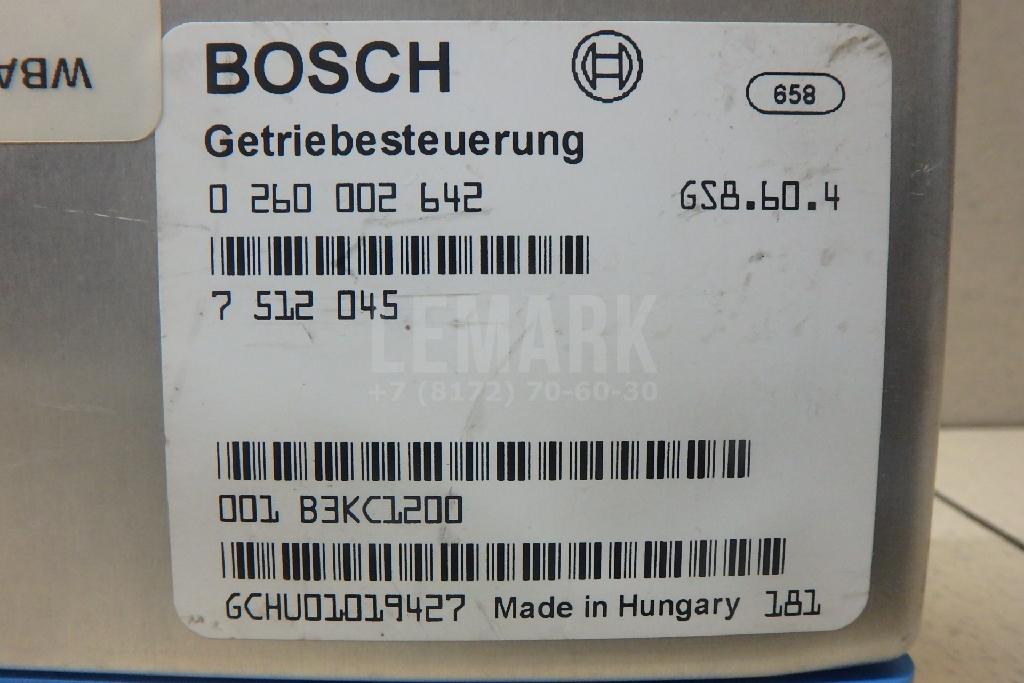 WBA
BOSCH
658
Getriebesteuerung
0 260 002 642 GS8.60.4
7 512 045
LEMARK
+7 (8172) 70-60-30
001 B3KC1200
GCHU01019427 Made in Hungary 181